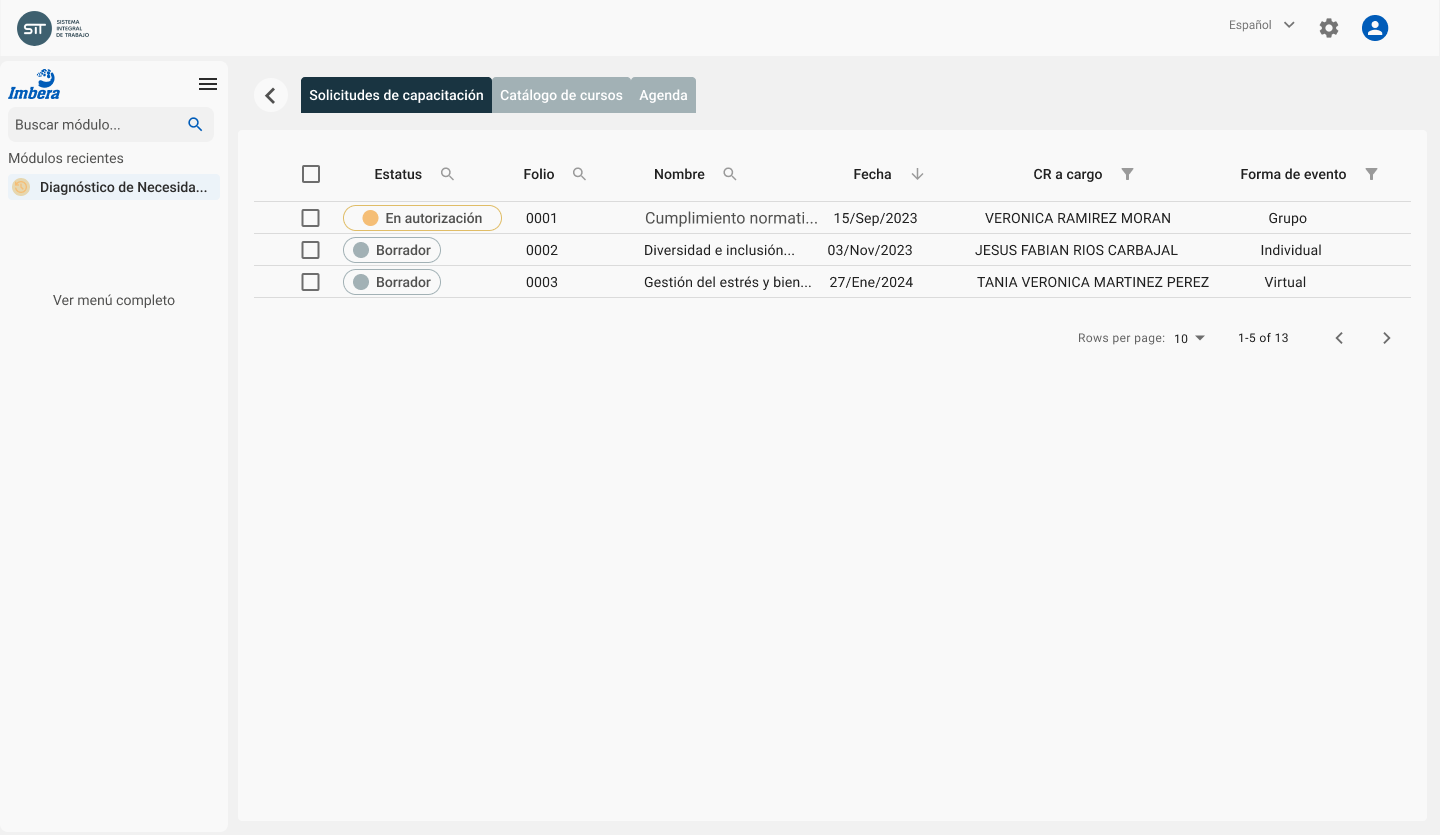 SiT
SISTEMA
INTEGRAL
DE TRABAJO
Español
Imbera
Buscar módulo...
Módulos recientes
Diagnóstico de Necesida...
Ver menú completo
Solicitudes de capacitación Catálogo de cursos Agenda
Estatus Folio Nombre Fecha CR a cargo Forma de evento
En autorización 0001 Cumplimiento normati... 15/Sep/2023 VERONICA RAMIREZ MORAN Grupo
Borrador 0002 Diversidad e inclusión... 03/Nov/2023 JESUS FABIAN RIOS CARBAJAL Individual
Borrador 0003 Gestión del estrés y bien... 27/Ene/2024 TANIA VERONICA MARTINEZ PEREZ Virtual
Rows per page: 10 1-5 of 13